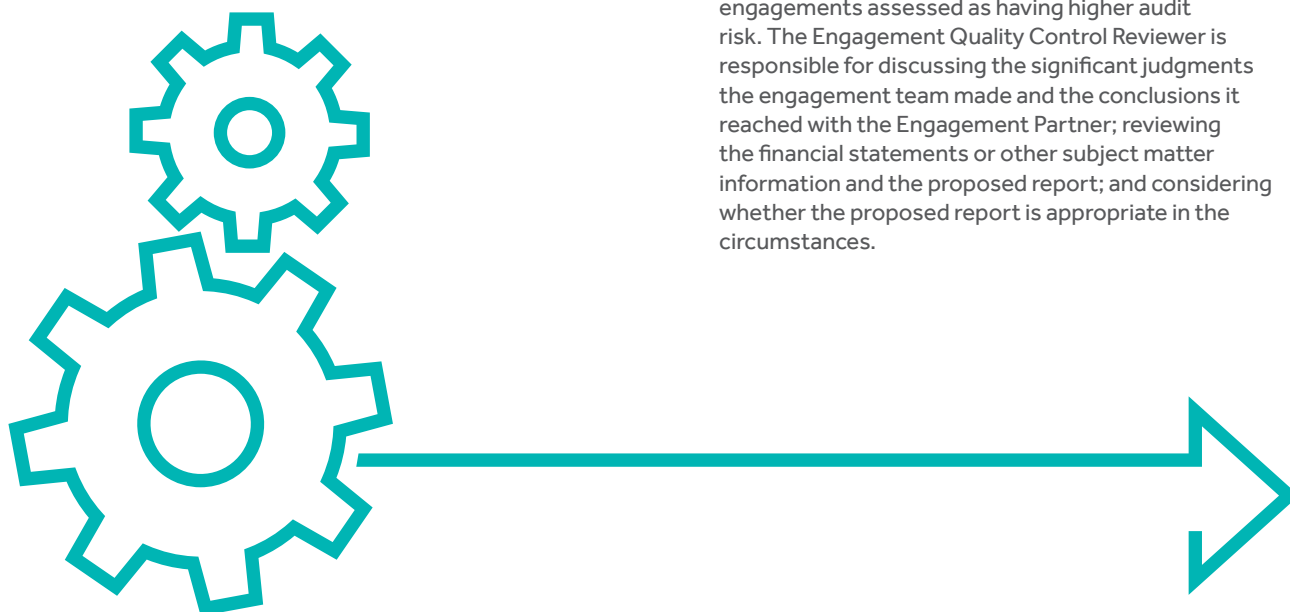 engagements assessed as having higher audit
risk. The Engagement Quality Control Reviewer is
responsible for discussing the significant judgments
the engagement team made and the conclusions it
reached with the Engagement Partner; reviewing
the financial statements or other subject matter
information and the proposed report; and considering
whether the proposed report is appropriate in the
circumstances.